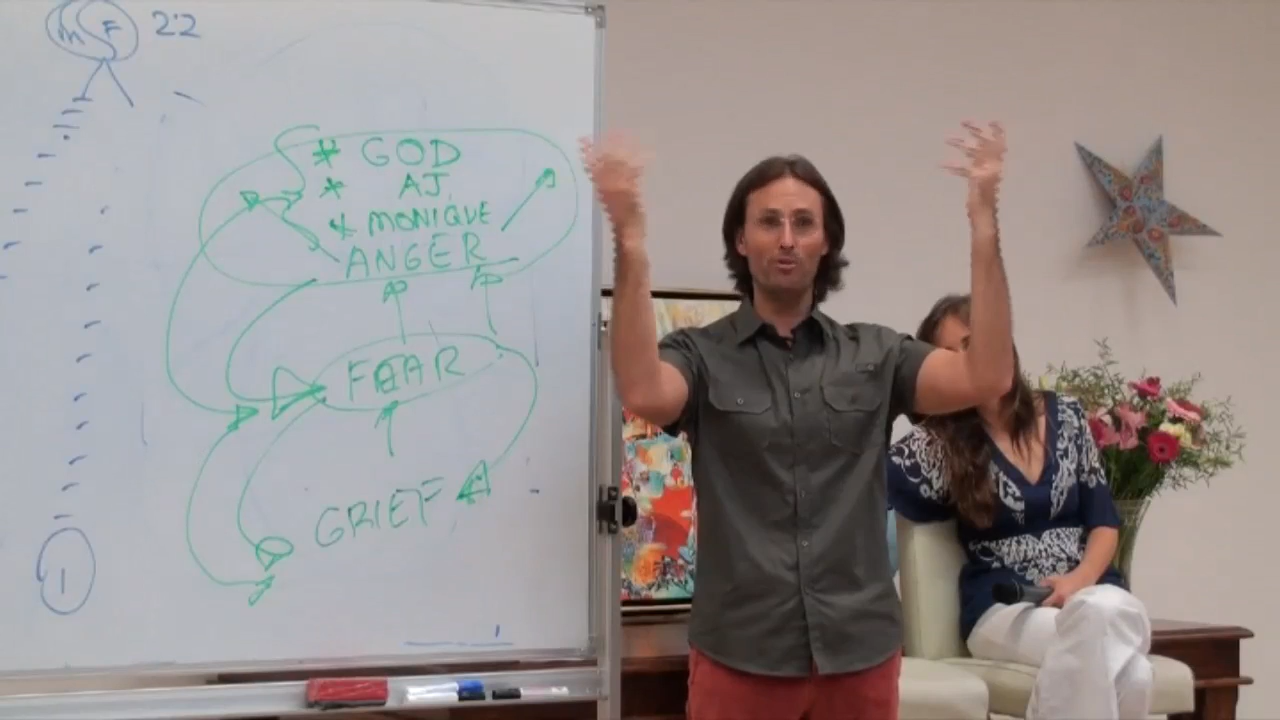 M F 22
* GOD
* AJ
* MONIQUE
ANGER
FEAR
GRIEF
1